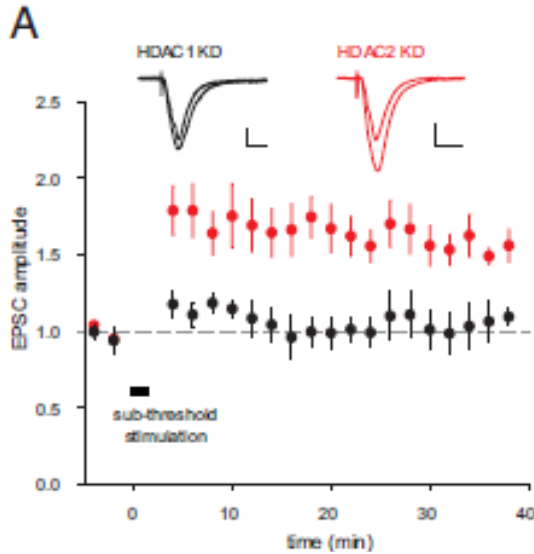 A
HDAC1 KD
HDAC2 KD
2.5
2.0
1.5
1.0
0.5
0.0
EPSC amplitude
sub-threshold
stimulation
0
10
20
30
40
time (min)